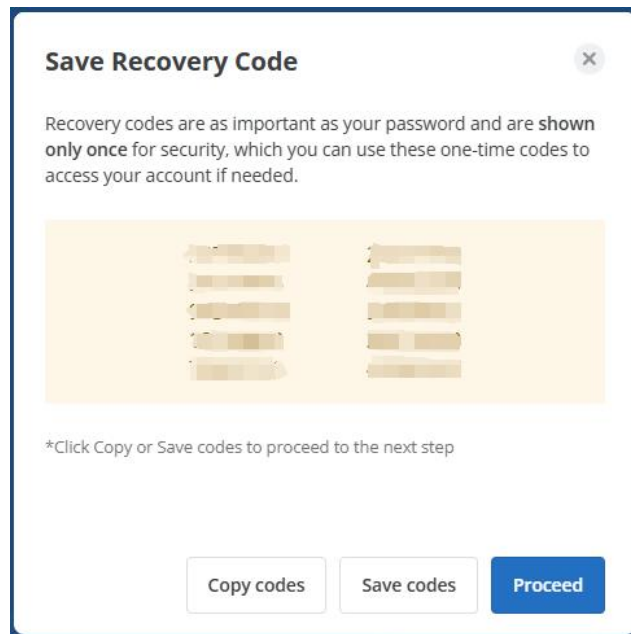 Save Recovery Code
Recovery codes are as important as your password and are shown
only once for security, which you can use these one-time codes to
access your account if needed.
*Click Copy or Save codes to proceed to the next step
Copy codes
Save codes
Proceed